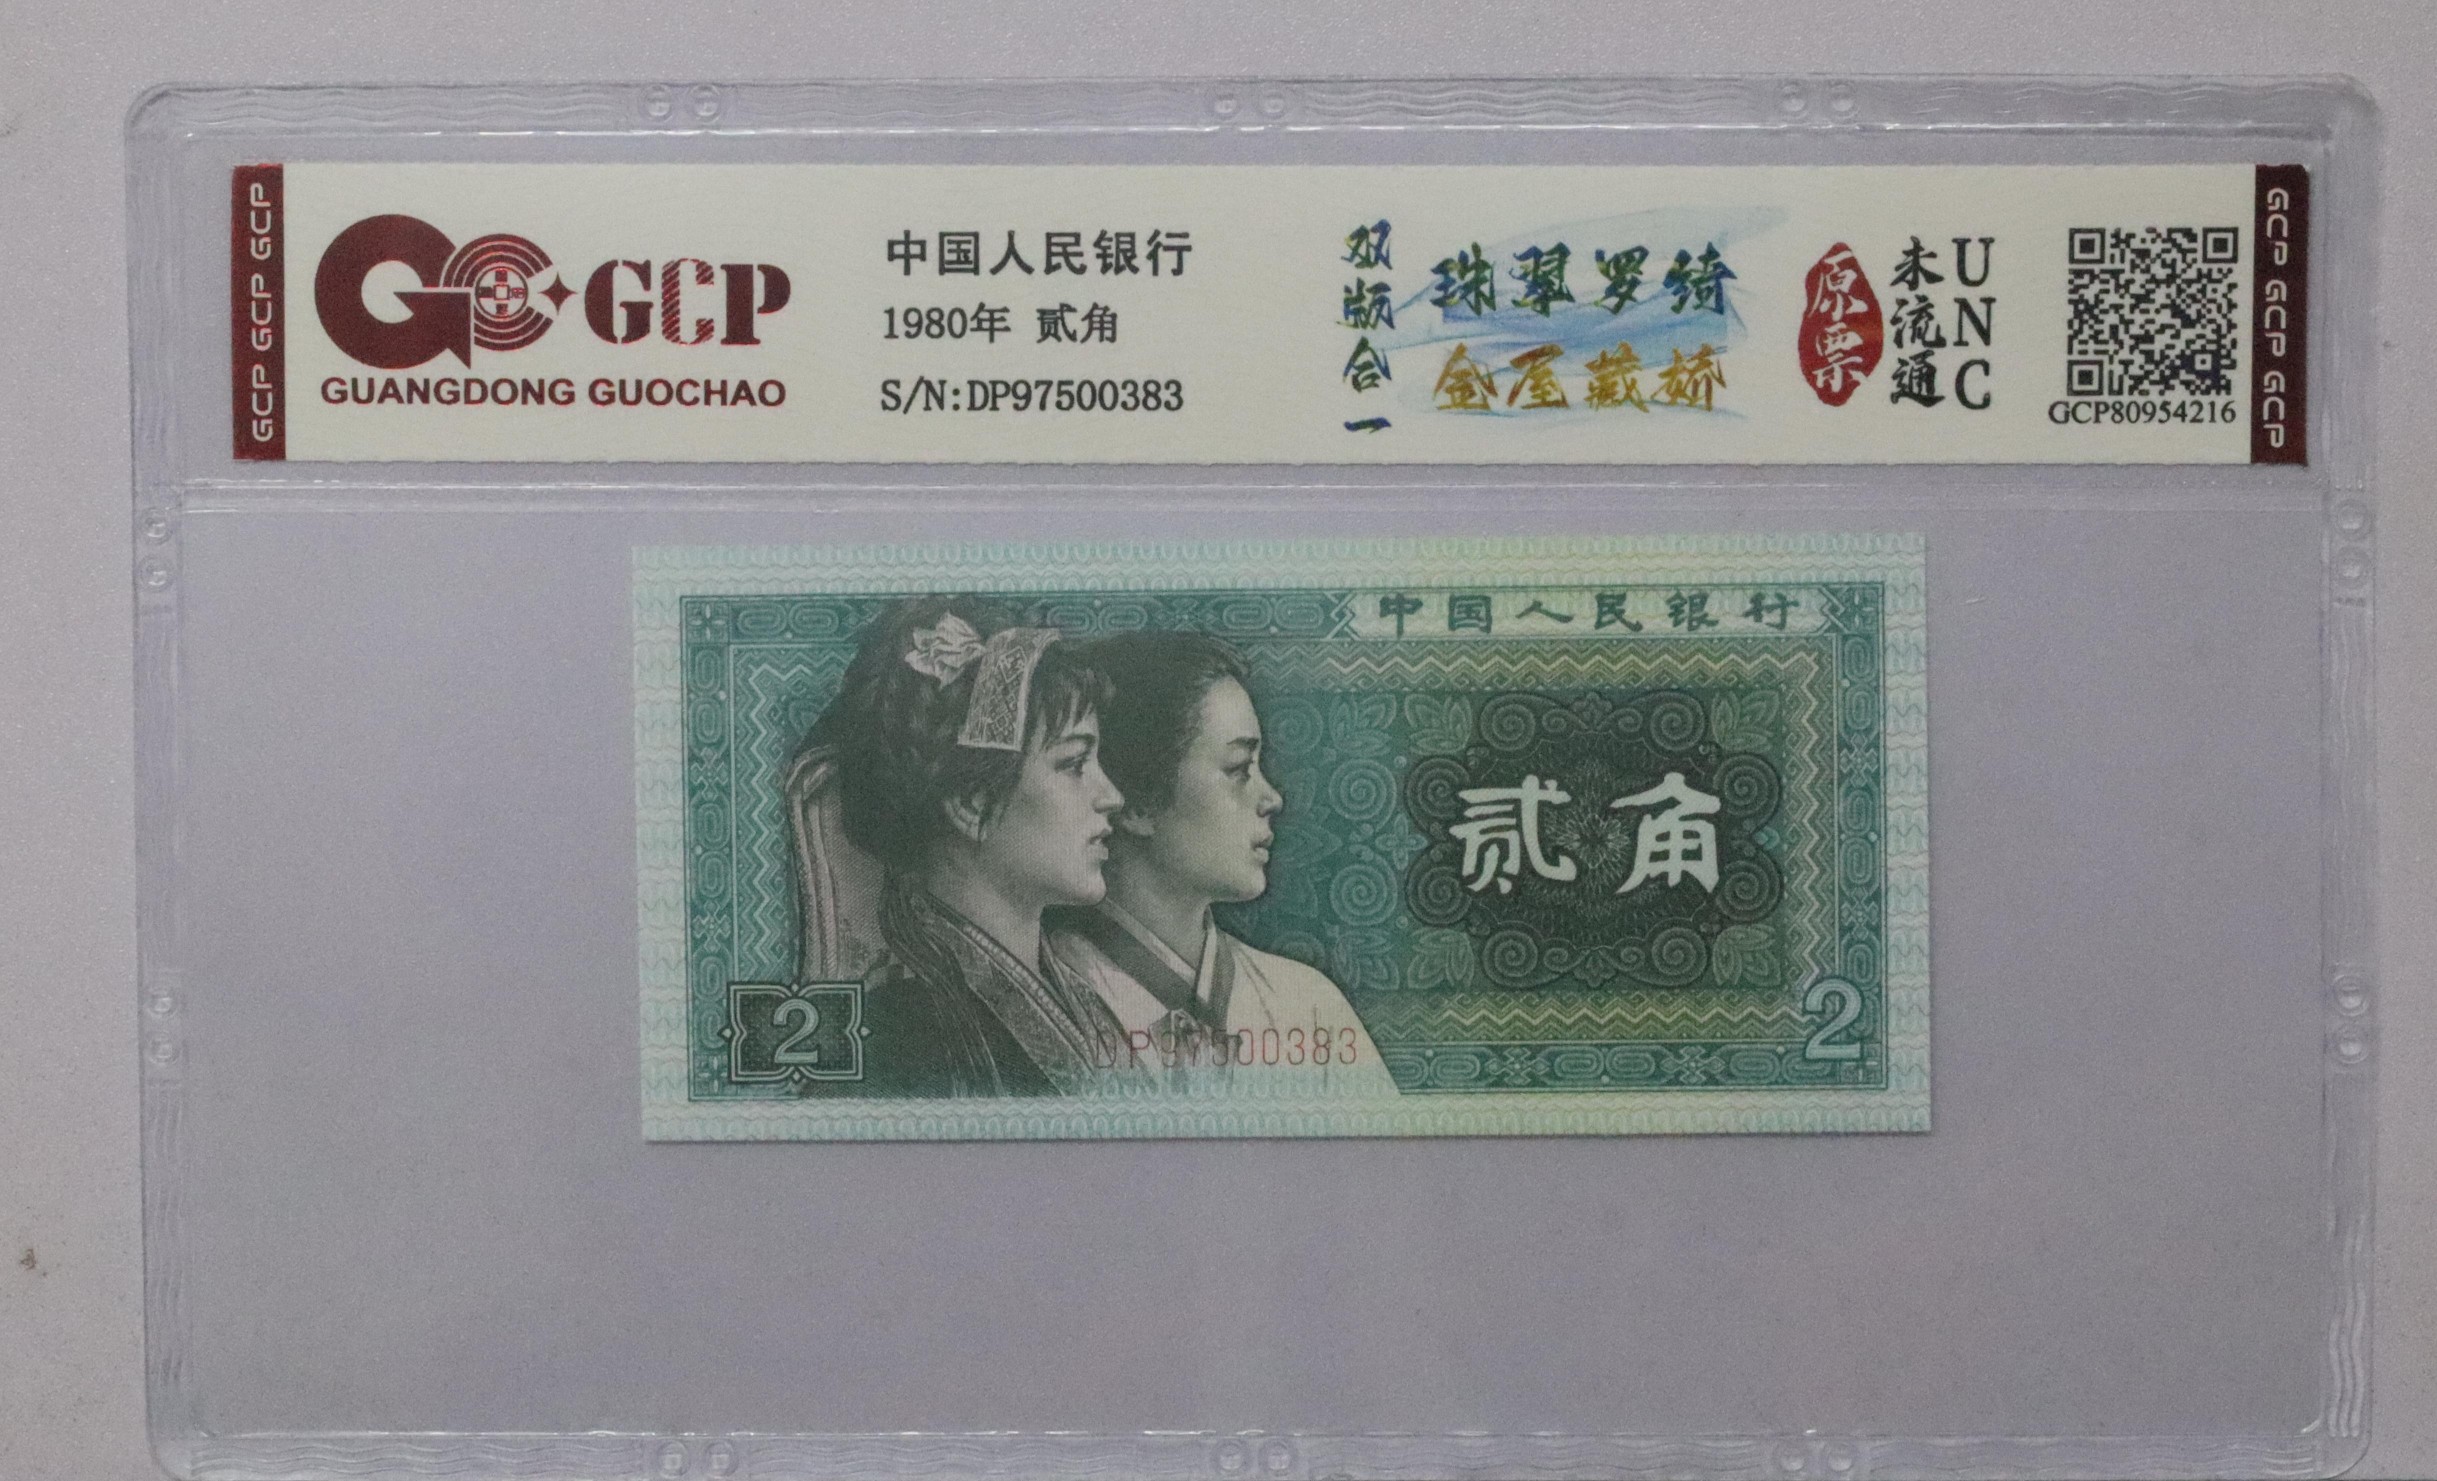 GCP GCP GCP
GCP
GUANGDONG GUOCHAO
中国人民银行
1980年 贰角
S/N:DP97500383
双版合一
珠翠罗绮
金屋藏娇
原票
未流通
UNC
GCP80954216
GCP GCP GCP
中国人民银行
贰角
2
DP97500383
2